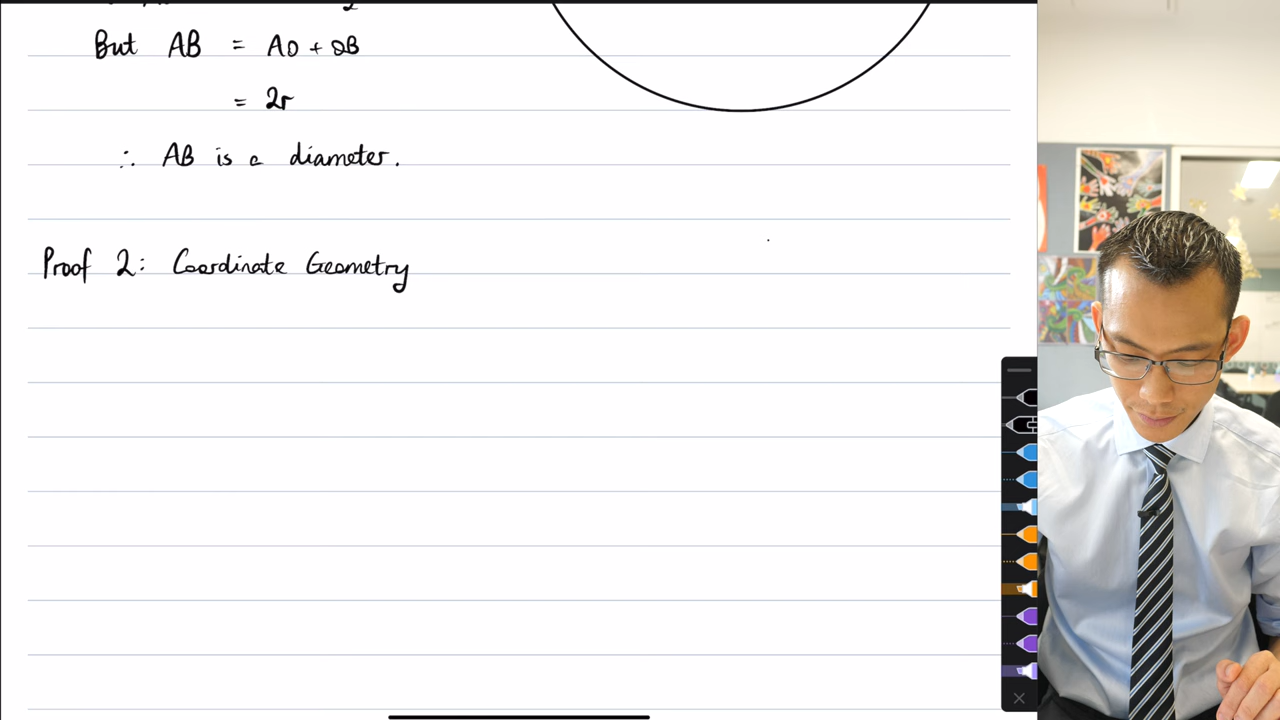 But AB = AO + OB
= 2r
∴ AB is a diameter.
Proof 2: Coordinate Geometry